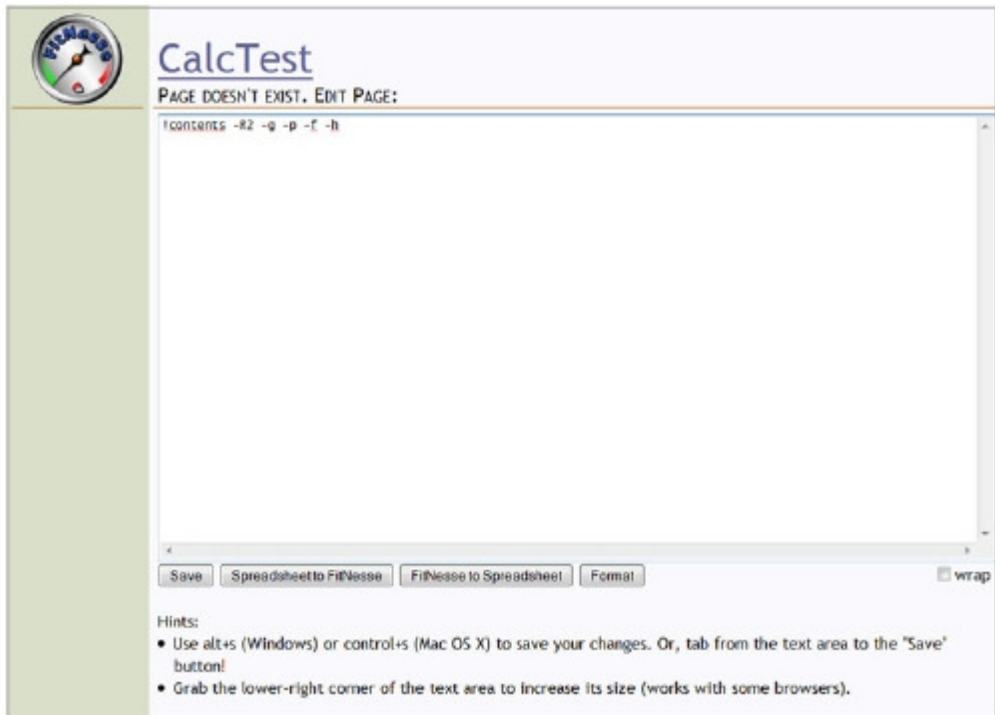 FitNesse
CalcTest
PAGE DOESN'T EXIST. EDIT PAGE:
!contents -R2 -g -p -f -h
Save Spreadsheet to FitNesse FitNesse to Spreadsheet Format wrap
Hints:
• Use alt+s (Windows) or control+s (Mac OS X) to save your changes. Or, tab from the text area to the "Save"
button!
• Grab the lower-right corner of the text area to increase its size (works with some browsers).